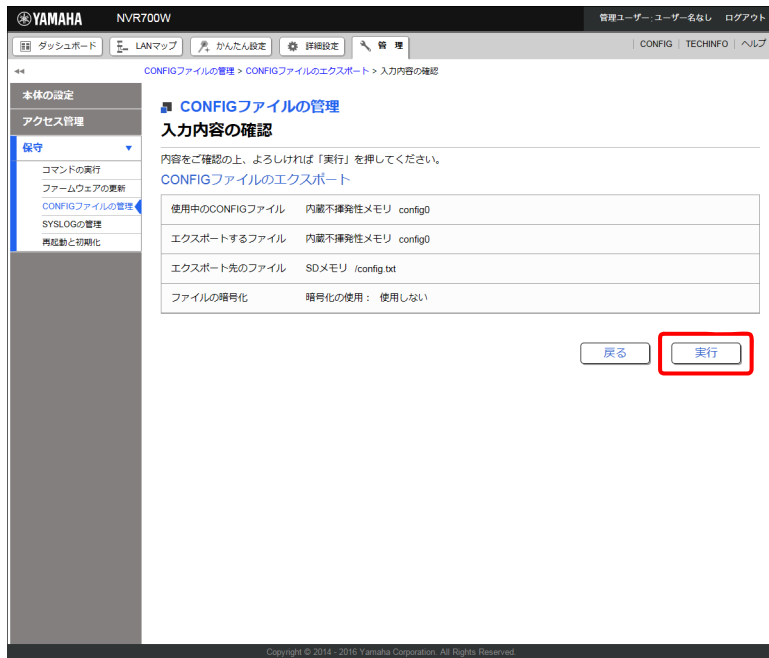 YAMAHA NVR700W 管理ユーザー:ユーザー名なし ログアウト
ダッシュボード LANマップ かんたん設定 詳細設定 管理 CONFIG | TECHINFO | ヘルプ
CONFIGファイルの管理 > CONFIGファイルのエクスポート > 入力内容の確認
本体の設定
アクセス管理
保守
コマンドの実行
ファームウェアの更新
CONFIGファイルの管理
SYSLOGの管理
再起動と初期化
CONFIGファイルの管理
入力内容の確認
内容をご確認の上、よろしければ「実行」を押してください。
CONFIGファイルのエクスポート
使用中のCONFIGファイル 内蔵不揮発性メモリ config0
エクスポートするファイル 内蔵不揮発性メモリ config0
エクスポート先のファイル SDメモリ /config.txt
ファイルの暗号化 暗号化の使用： 使用しない
戻る 実行
Copyright © 2014 - 2016 Yamaha Corporation. All Rights Reserved.